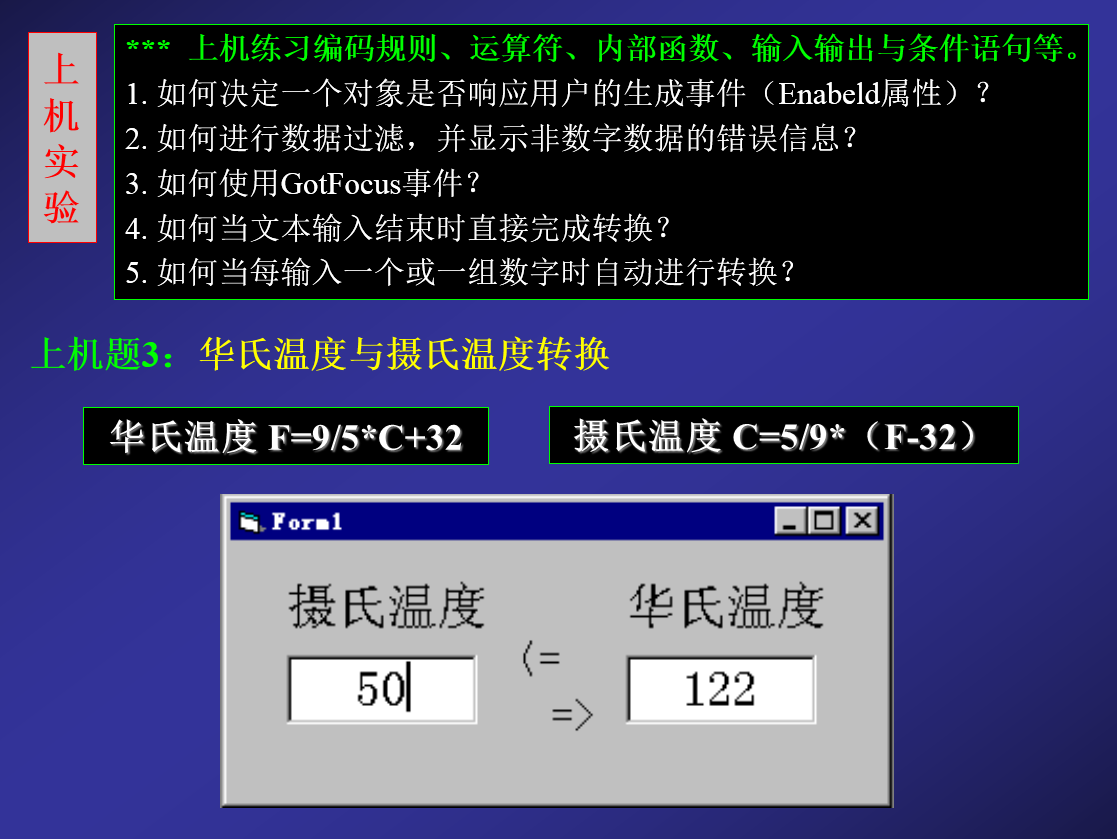 上机实验
*** 上机练习编码规则、运算符、内部函数、输入输出与条件语句等。
1. 如何决定一个对象是否响应用户的生成事件（Enabeld属性）？
2. 如何进行数据过滤，并显示非数字数据的错误信息？
3. 如何使用GotFocus事件？
4. 如何当文本输入结束时直接完成转换？
5. 如何当每输入一个或一组数字时自动进行转换？
上机题3：华氏温度与摄氏温度转换
华氏温度 F=9/5*C+32
摄氏温度 C=5/9*（F-32）
Form1
摄氏温度
华氏温度
<=
50
122
=>